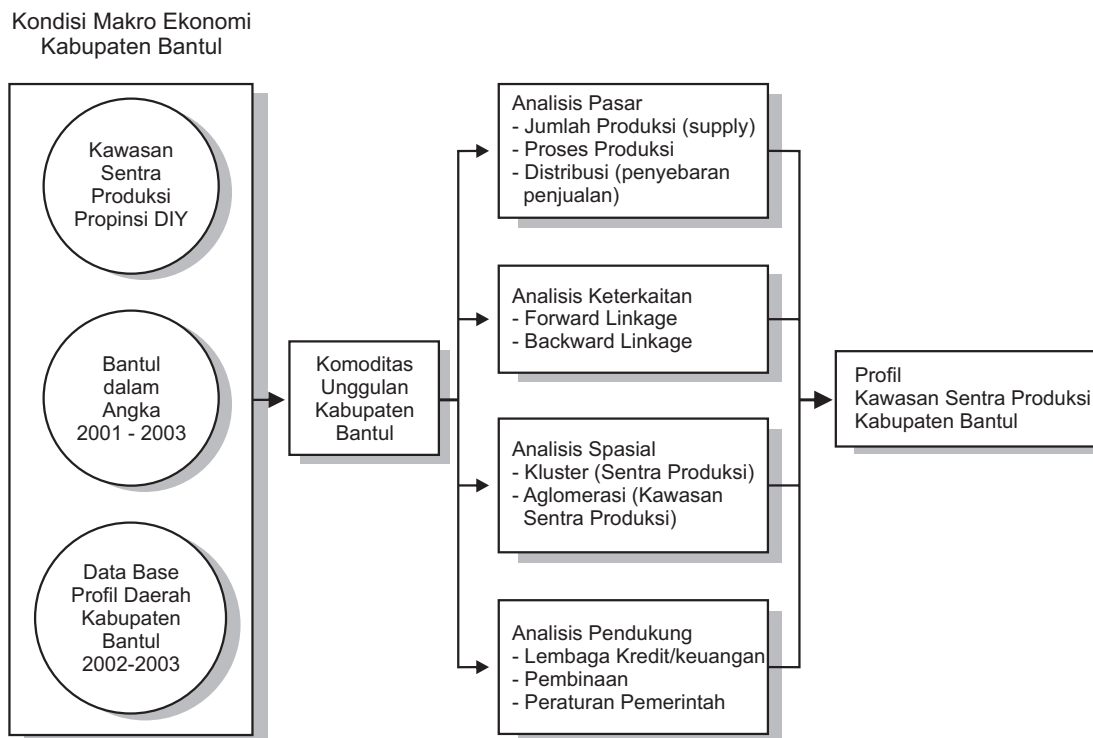 Kondisi Makro Ekonomi
Kabupaten Bantul
Kawasan
Sentra
Produksi
Propinsi DIY
Bantul
dalam
Angka
2001 - 2003
Data Base
Profil Daerah
Kabupaten
Bantul
2002-2003
Komoditas
Unggulan
Kabupaten
Bantul
Analisis Pasar
- Jumlah Produksi (supply)
- Proses Produksi
- Distribusi (penyebaran
penjualan)
Analisis Keterkaitan
- Forward Linkage
- Backward Linkage
Analisis Spasial
- Kluster (Sentra Produksi)
- Aglomerasi (Kawasan
Sentra Produksi)
Analisis Pendukung
- Lembaga Kredit/keuangan
- Pembinaan
- Peraturan Pemerintah
Profil
Kawasan Sentra Produksi
Kabupaten Bantul